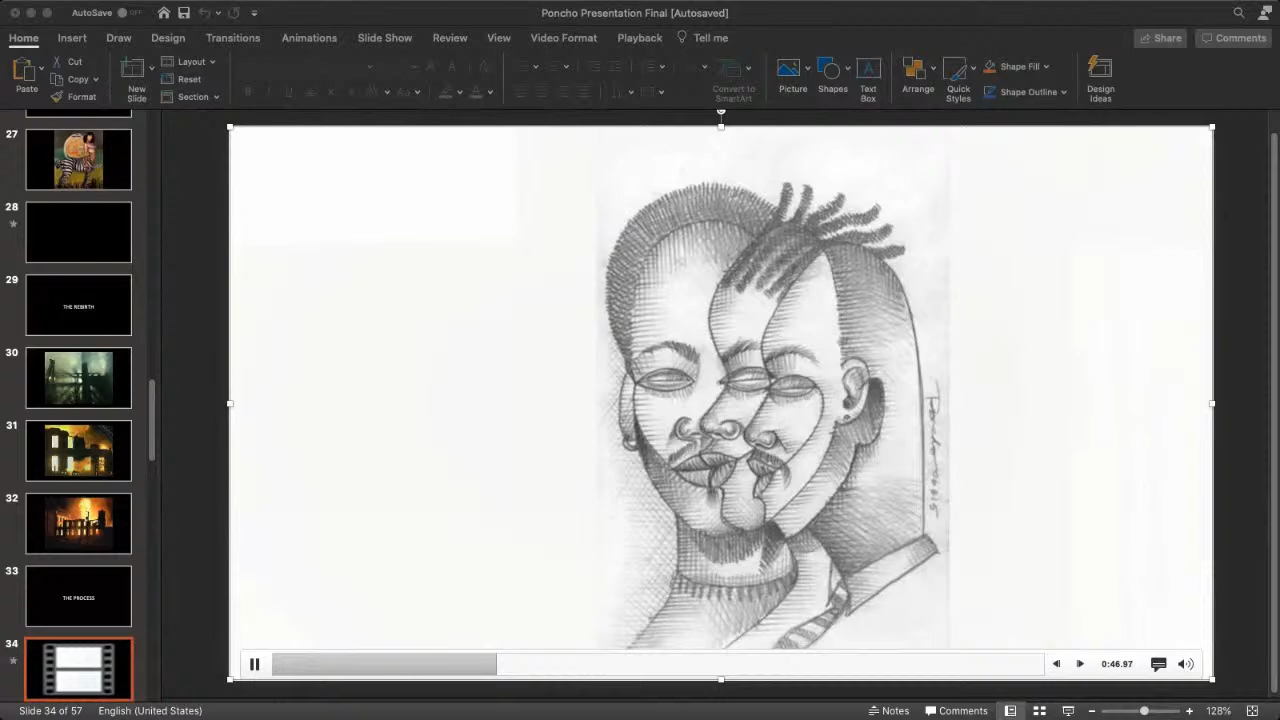 AutoSave OFF
Poncho Presentation Final [Autosaved]
Home Insert Draw Design Transitions Animations Slide Show Review View Video Format Playback Tell me
Share Comments
Paste
Cut
Copy
Format
New Slide
Layout
Reset
Section
Convert to SmartArt
Picture
Shapes
Text Box
Arrange
Quick Styles
Shape Fill
Shape Outline
Design Ideas
27
28
29
THE REBIRTH
30
31
32
33
THE PROCESS
34
0:46.97
Slide 34 of 57 English (United States)
Notes Comments 128%